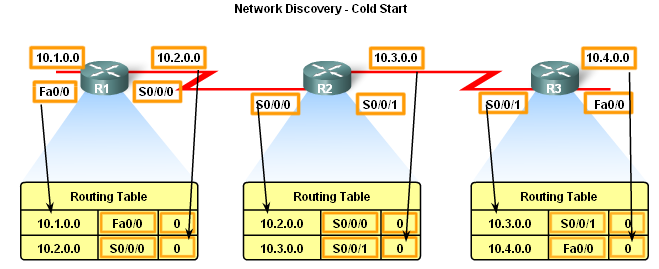 Network Discovery - Cold Start
10.1.0.0 10.2.0.0 10.3.0.0 10.4.0.0
R1 R2 R3
Fa0/0 S0/0/0 S0/0/0 S0/0/1 S0/0/1 Fa0/0
Routing Table Routing Table Routing Table
10.1.0.0 Fa0/0 0 10.2.0.0 S0/0/0 0 10.3.0.0 S0/0/1 0
10.2.0.0 S0/0/0 0 10.3.0.0 S0/0/1 0 10.4.0.0 Fa0/0 0